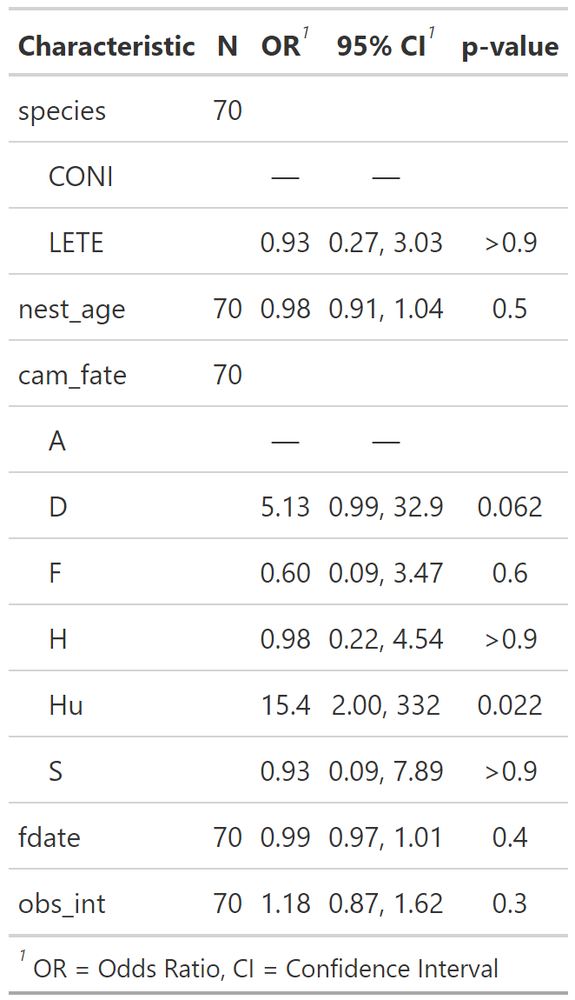 Characteristic N OR1 95% CI1 p-value
species 70
CONI — —
LETE 0.93 0.27, 3.03 >0.9
nest_age 70 0.98 0.91, 1.04 0.5
cam_fate 70
A — —
D 5.13 0.99, 32.9 0.062
F 0.60 0.09, 3.47 0.6
H 0.98 0.22, 4.54 >0.9
Hu 15.4 2.00, 332 0.022
S 0.93 0.09, 7.89 >0.9
fdate 70 0.99 0.97, 1.01 0.4
obs_int 70 1.18 0.87, 1.62 0.3
1 OR = Odds Ratio, CI = Confidence Interval